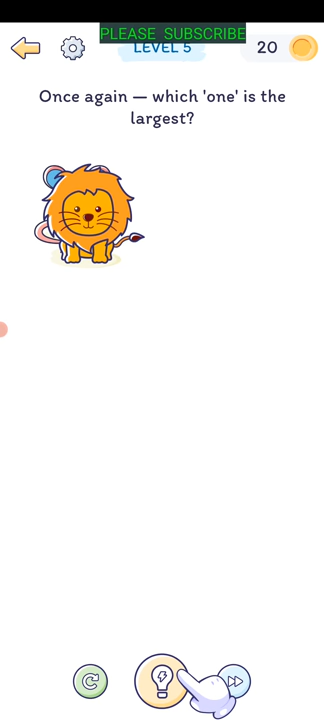 PLEASE SUBSCRIBE
LEVEL 5
20
Once again — which 'one' is the
largest?